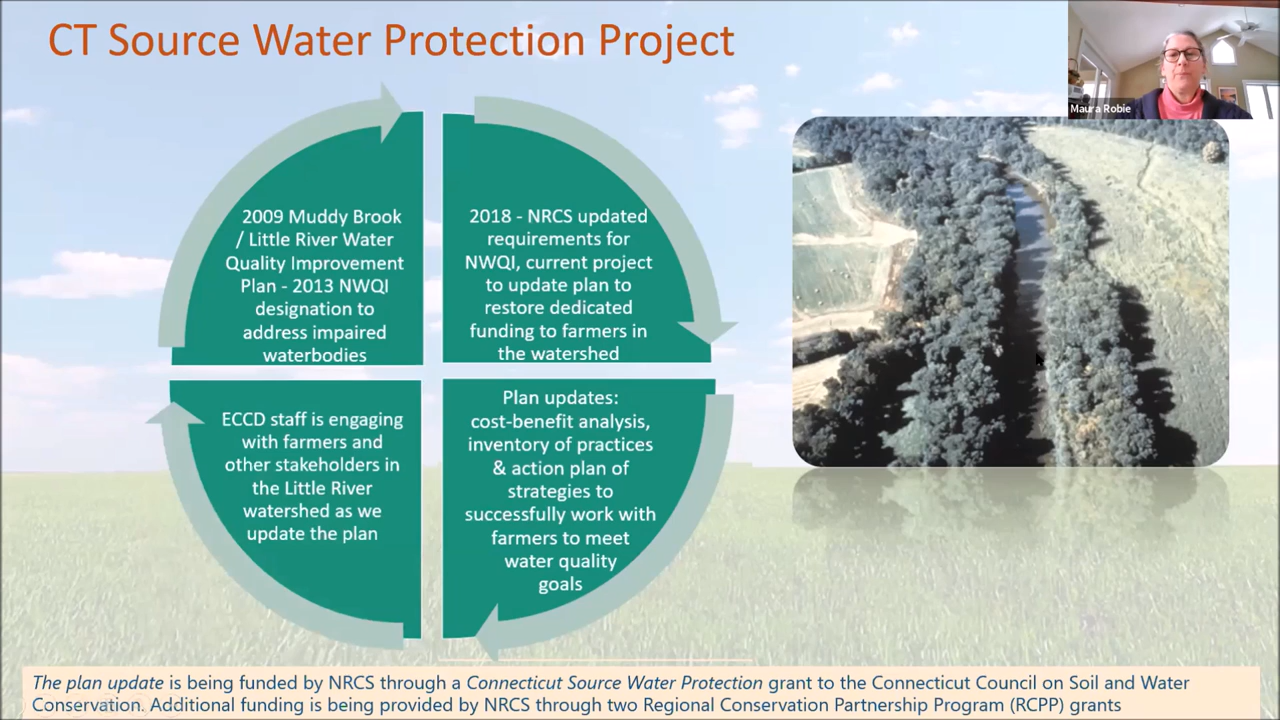 CT Source Water Protection Project
Maura Robie
2009 Muddy Brook
/ Little River Water
Quality Improvement
Plan - 2013 NWQI
designation to
address impaired
waterbodies
2018 - NRCS updated
requirements for
NWQI, current project
to update plan to
restore dedicated
funding to farmers in
the watershed
ECCD staff is engaging
with farmers and
other stakeholders in
the Little River
watershed as we
update the plan
Plan updates:
cost-benefit analysis,
inventory of practices
& action plan of
strategies to
successfully work with
farmers to meet
water quality
goals
The plan update is being funded by NRCS through a Connecticut Source Water Protection grant to the Connecticut Council on Soil and Water
Conservation. Additional funding is being provided by NRCS through two Regional Conservation Partnership Program (RCPP) grants